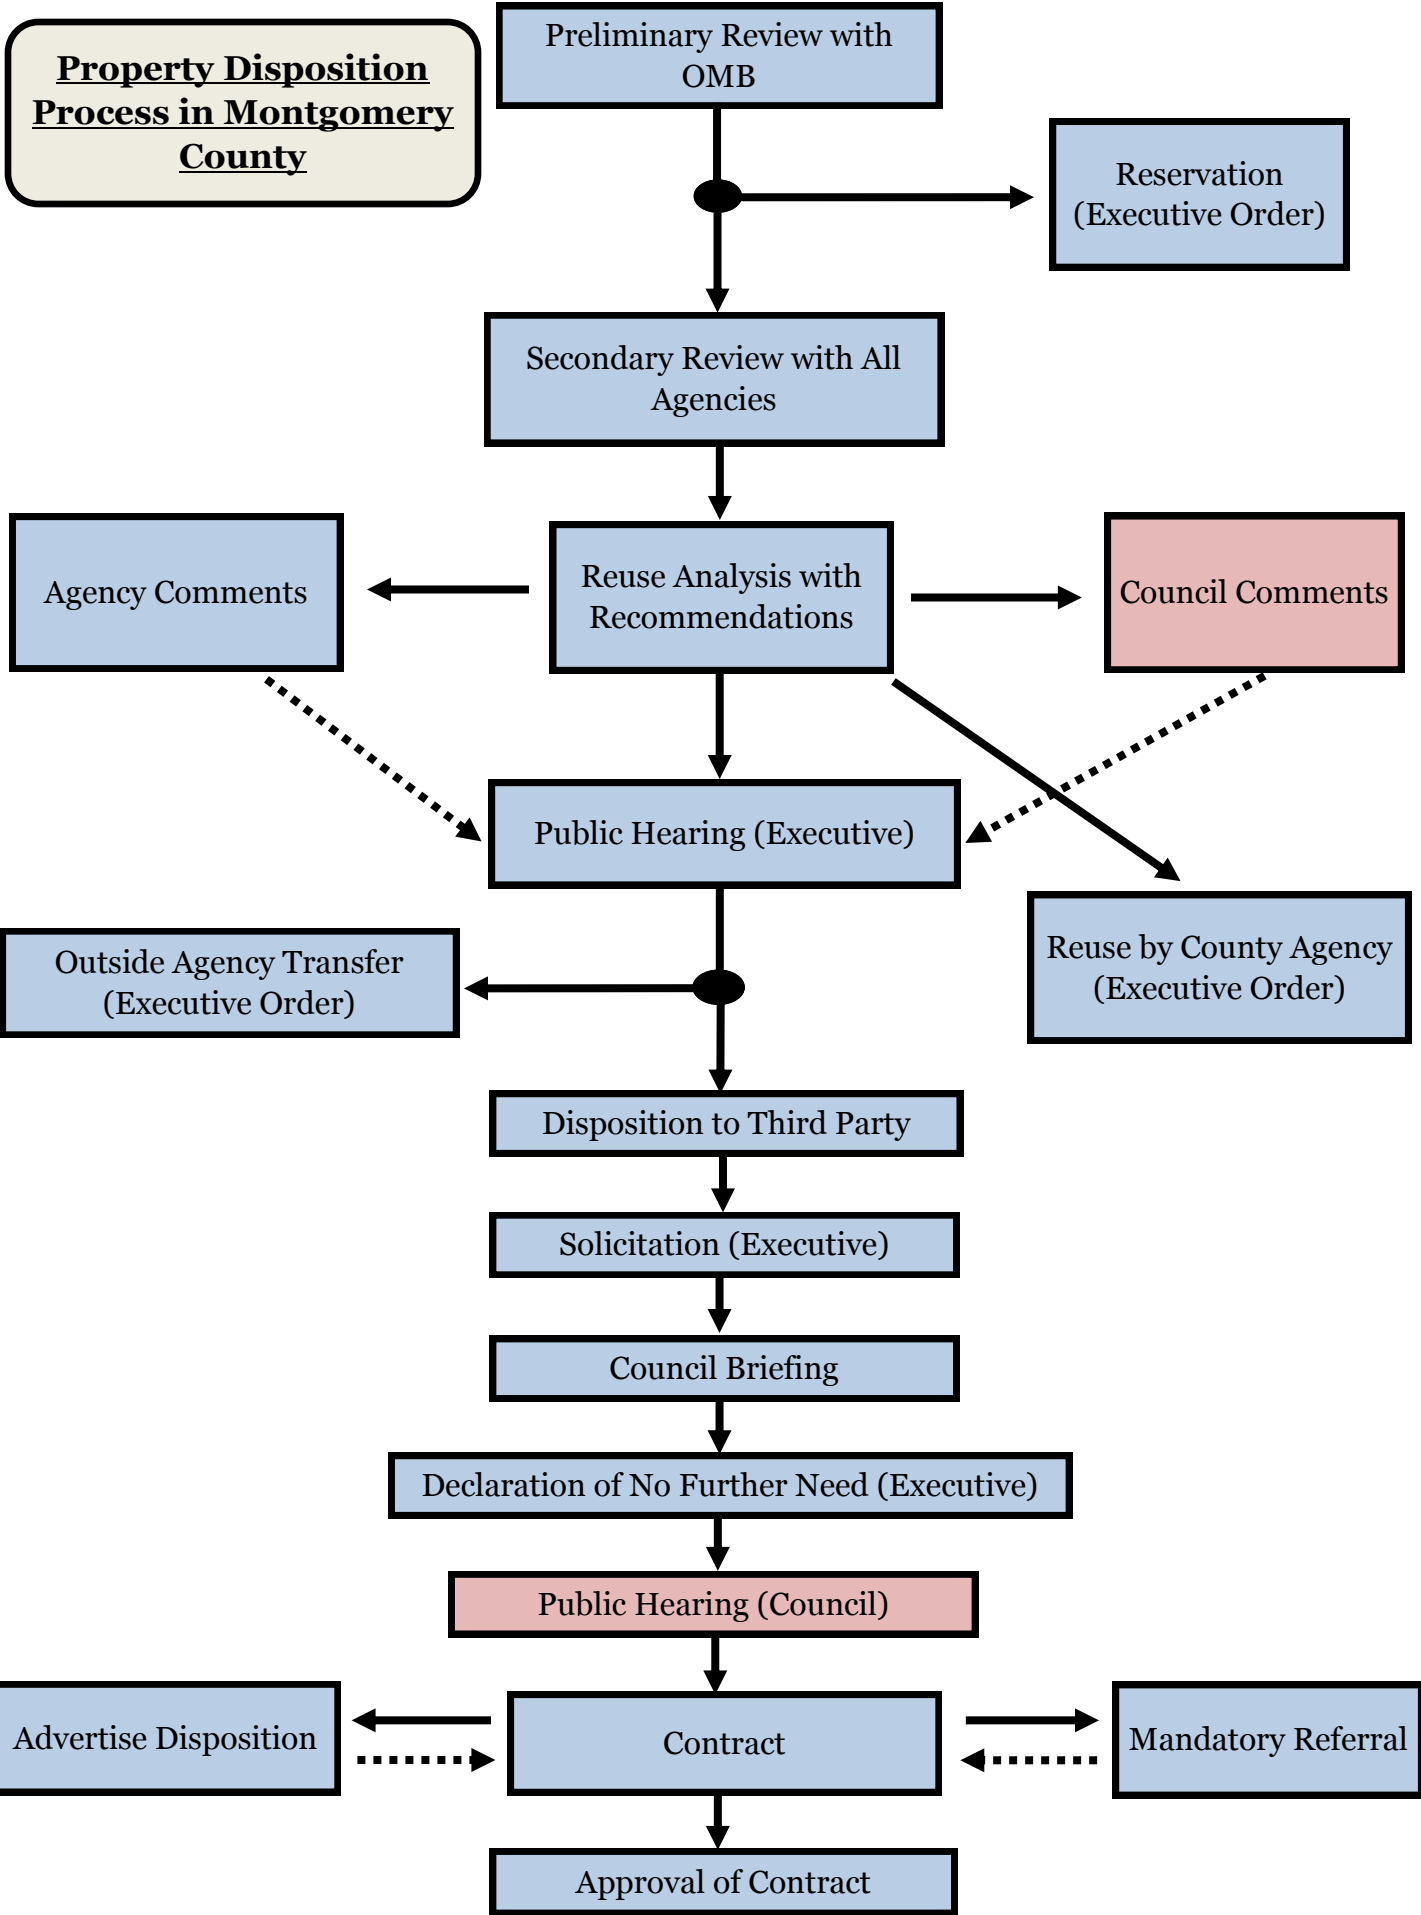 Property Disposition
Process in Montgomery
County
Preliminary Review with
OMB
Reservation
(Executive Order)
Secondary Review with All
Agencies
Agency Comments
Reuse Analysis with
Recommendations
Council Comments
Public Hearing (Executive)
Outside Agency Transfer
(Executive Order)
Reuse by County Agency
(Executive Order)
Disposition to Third Party
Solicitation (Executive)
Council Briefing
Declaration of No Further Need (Executive)
Public Hearing (Council)
Advertise Disposition
Contract
Mandatory Referral
Approval of Contract